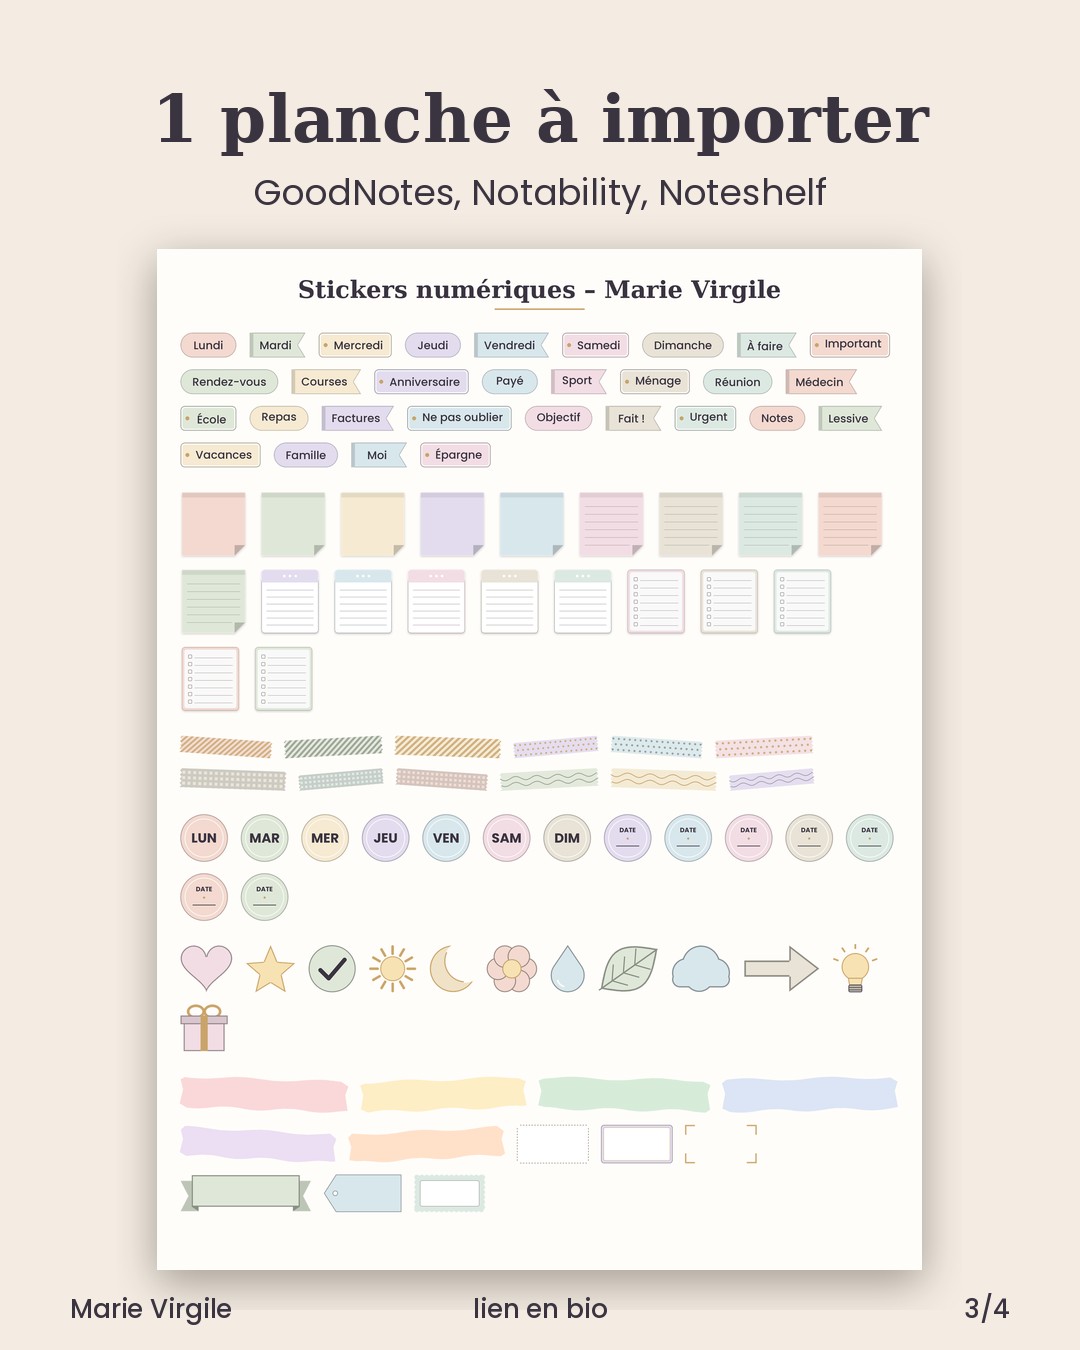 1 planche à importer
GoodNotes, Notability, Noteshelf
Stickers numériques – Marie Virgile
Lundi Mardi Mercredi Jeudi Vendredi Samedi Dimanche À faire Important
Rendez-vous Courses Anniversaire Payé Sport Ménage Réunion Médecin
École Repas Factures Ne pas oublier Objectif Fait ! Urgent Notes Lessive
Vacances Famille Moi Épargne
LUN MAR MER JEU VEN SAM DIM DATE DATE DATE DATE DATE
DATE DATE
Marie Virgile lien en bio 3/4